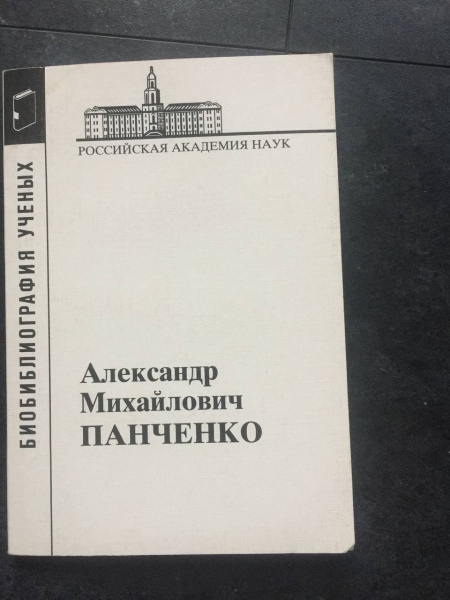 РОССИЙСКАЯ АКАДЕМИЯ НАУК
БИОБИБЛИОГРАФИЯ УЧЕНЫХ
Александр
Михайлович
ПАНЧЕНКО